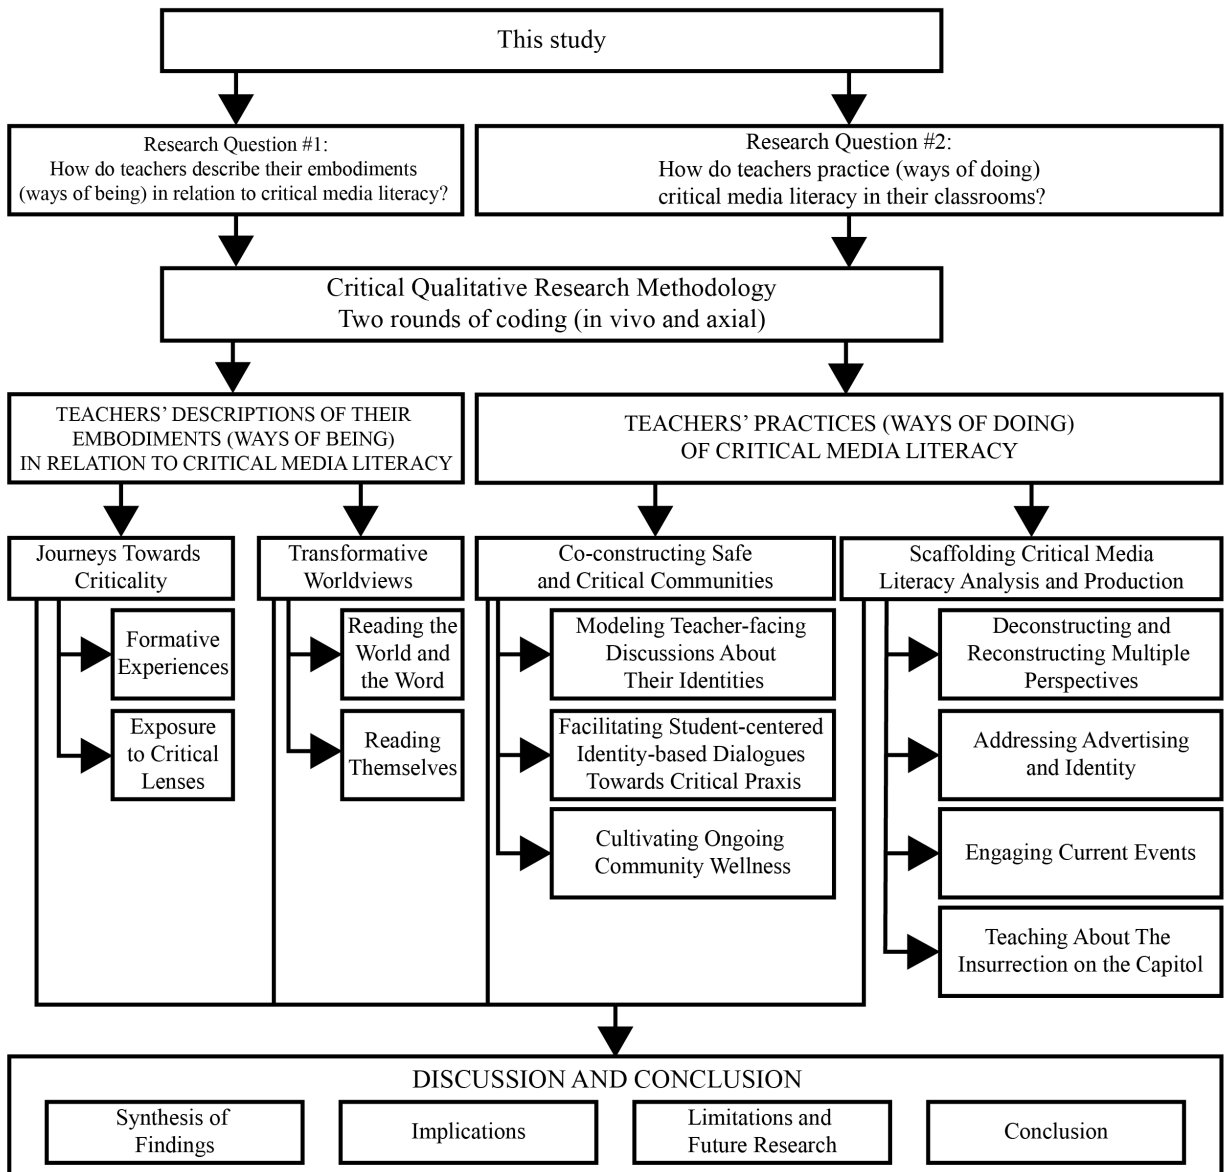 This study
Research Question #1:
How do teachers describe their embodiments
(ways of being) in relation to critical media literacy?
Research Question #2:
How do teachers practice (ways of doing)
critical media literacy in their classrooms?
Critical Qualitative Research Methodology
Two rounds of coding (in vivo and axial)
TEACHERS’ DESCRIPTIONS OF THEIR
EMBODIMENTS (WAYS OF BEING)
IN RELATION TO CRITICAL MEDIA LITERACY
TEACHERS’ PRACTICES (WAYS OF DOING)
OF CRITICAL MEDIA LITERACY
Journeys Towards
Criticality
Formative
Experiences
Exposure
to Critical
Lenses
Transformative
Worldviews
Reading the
World and
the Word
Reading
Themselves
Co-constructing Safe
and Critical Communities
Modeling Teacher-facing
Discussions About
Their Identities
Facilitating Student-centered
Identity-based Dialogues
Towards Critical Praxis
Cultivating Ongoing
Community Wellness
Scaffolding Critical Media
Literacy Analysis and Production
Deconstructing and
Reconstructing Multiple
Perspectives
Addressing Advertising
and Identity
Engaging Current Events
Teaching About The
Insurrection on the Capitol
DISCUSSION AND CONCLUSION
Synthesis of
Findings
Implications
Limitations and
Future Research
Conclusion